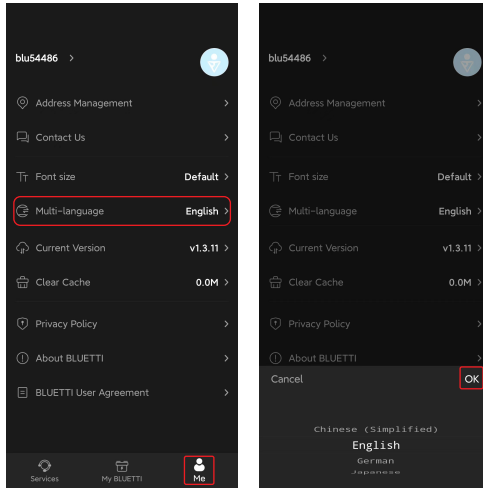 blu54486 >
Address Management >
Contact Us >
Font size Default >
Multi-language English >
Current Version v1.3.11 >
Clear Cache 0.0M >
Privacy Policy >
About BLUETTI >
BLUETTI User Agreement >
Services My BLUETTI Me
blu54486 >
Address Management >
Contact Us >
Font size Default >
Multi-language English >
Current Version v1.3.11 >
Clear Cache 0.0M >
Privacy Policy >
About BLUETTI >
Cancel OK
Chinese (Simplified)
English
German
Japanese